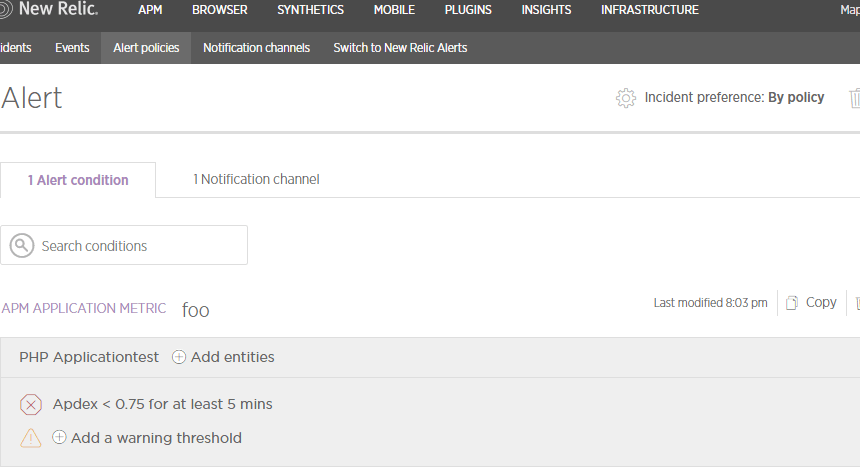 New Relic. APM BROWSER SYNTHETICS MOBILE PLUGINS INSIGHTS INFRASTRUCTURE
Events Alert policies Notification channels Switch to New Relic Alerts
Alert Incident preference: By policy
1 Alert condition 1 Notification channel
Search conditions
APM APPLICATION METRIC foo Last modified 8:03 pm Copy
PHP Applicationtest Add entities
Apdex < 0.75 for at least 5 mins
Add a warning threshold